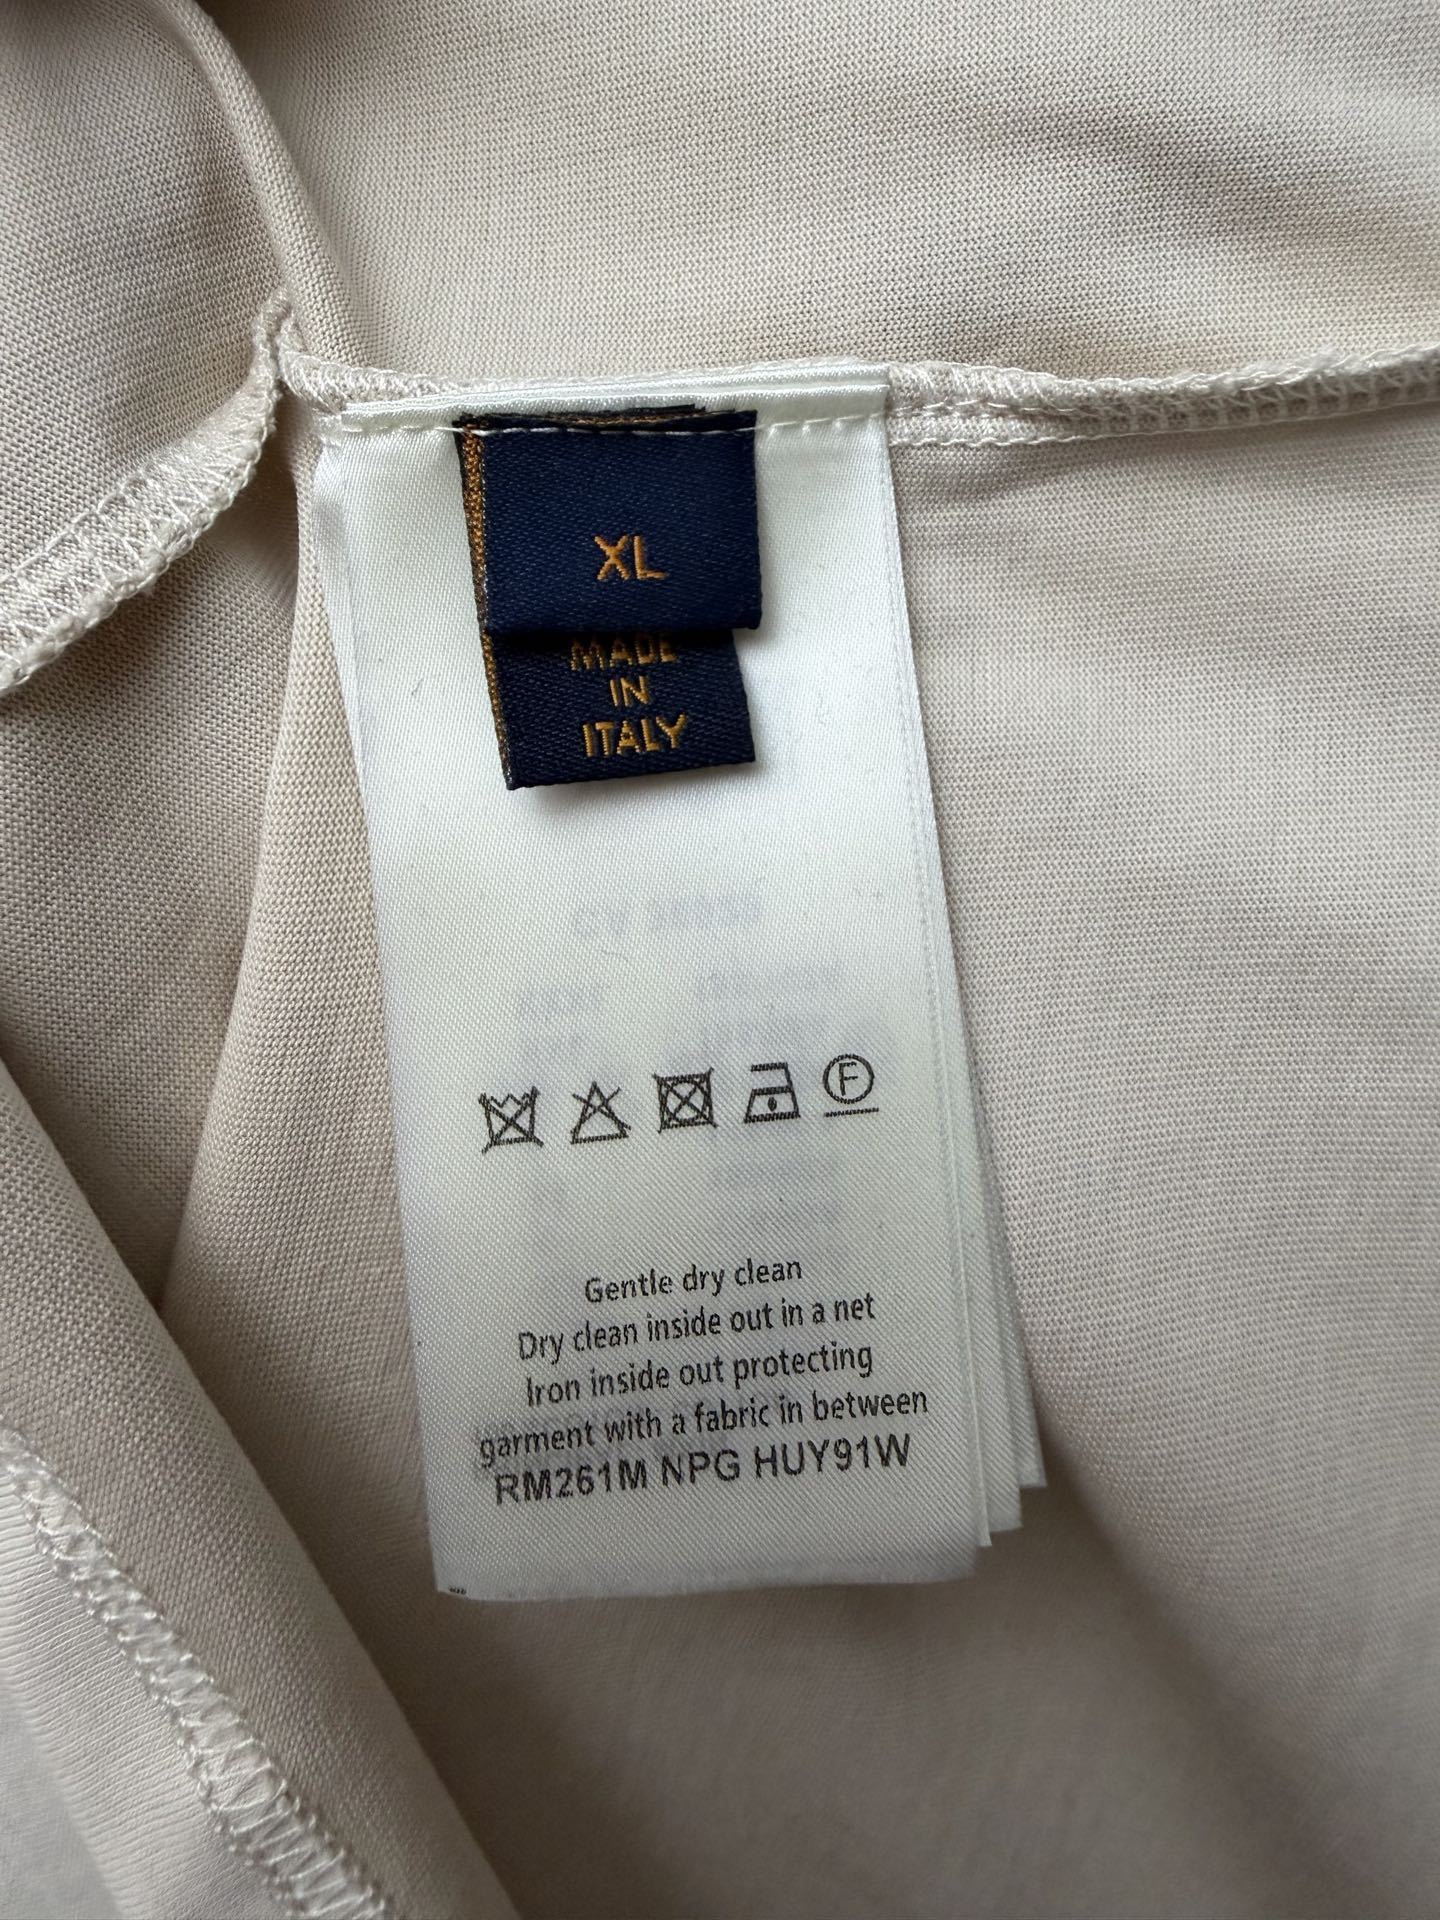 XL
MADE
IN
ITALY
F
Gentle dry clean
Dry clean inside out in a net
Iron inside out protecting
garment with a fabric in between
RM261M NPG HUY91W